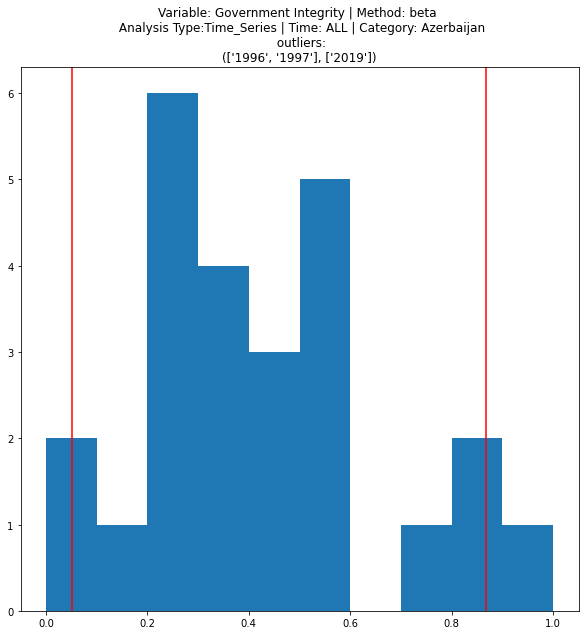 Variable: Government Integrity | Method: beta
Analysis Type:Time_Series | Time: ALL | Category: Azerbaijan
outliers:
(['1996', '1997'], ['2019'])
6
5
4
3
2
1
0
0.0 0.2 0.4 0.6 0.8 1.0